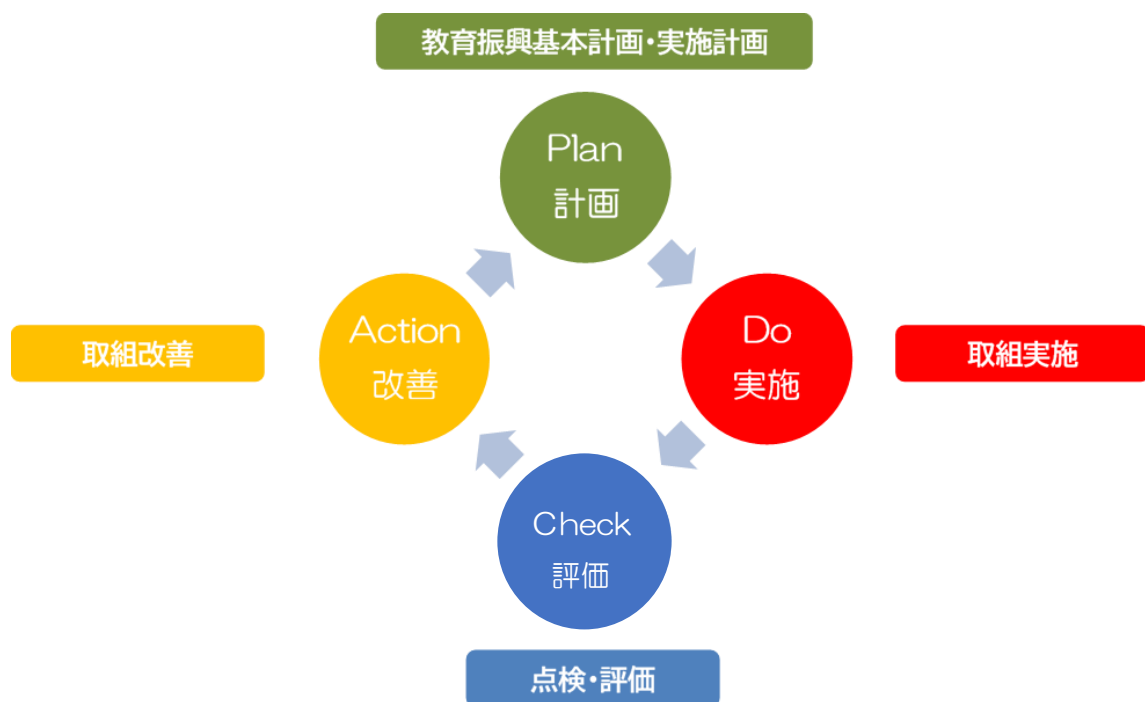 教育振興基本計画・実施計画
Plan
計画
Action
改善
Do
実施
取組改善
取組実施
Check
評価
点検・評価